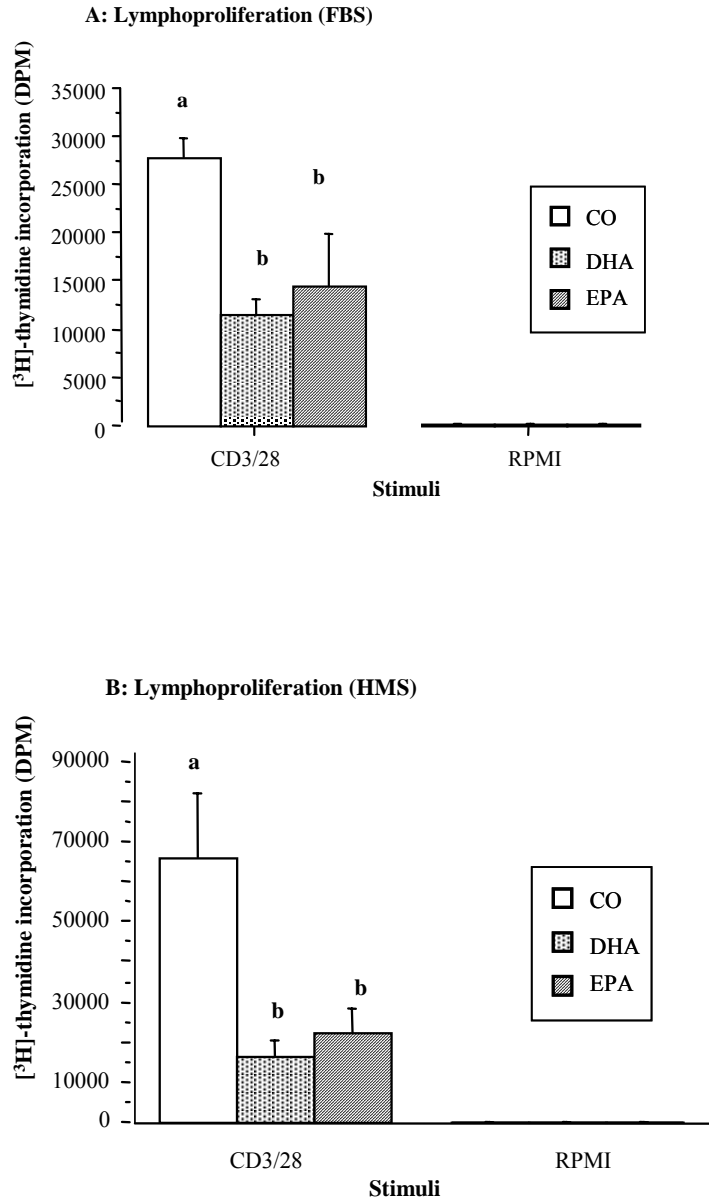 A: Lymphoproliferation (FBS)
[³H]-thymidine incorporation (DPM)
35000
30000
25000
20000
15000
10000
5000
0
a
b
b
CO
DHA
EPA
CD3/28
RPMI
Stimuli
B: Lymphoproliferation (HMS)
[³H]-thymidine incorporation (DPM)
90000
70000
50000
30000
10000
0
a
b
b
CO
DHA
EPA
CD3/28
RPMI
Stimuli